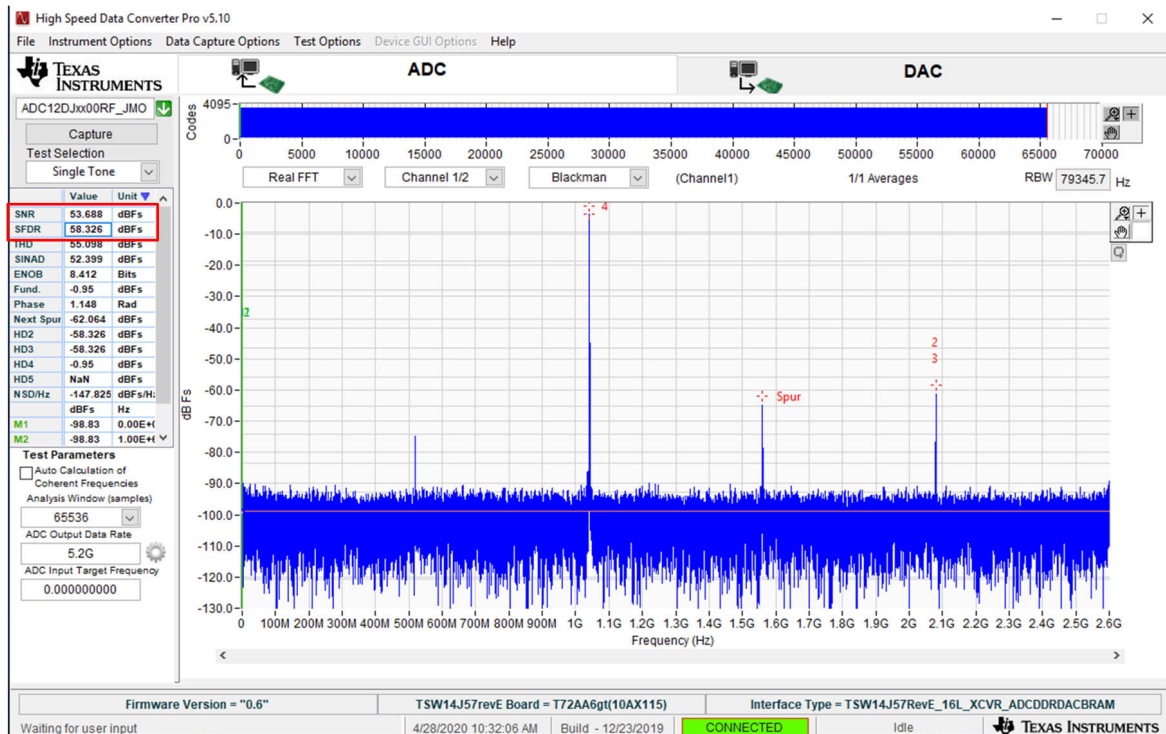 High Speed Data Converter Pro v5.10
File Instrument Options Data Capture Options Test Options Device GUI Options Help
TEXAS INSTRUMENTS
ADC
DAC
ADC12DJxx00RF_JMO
Capture
Test Selection
Single Tone
Value Unit
SNR 53.688 dBFs
SFDR 58.326 dBFs
THD 55.098 dBFs
SINAD 52.399 dBFs
ENOB 8.412 Bits
Fund. -0.95 dBFs
Phase 1.148 Rad
Next Spur -62.064 dBFs
HD2 -58.326 dBFs
HD3 -58.326 dBFs
HD4 -0.95 dBFs
HD5 NaN dBFs
NSD/Hz -147.825 dBFs/Hz
dBFs Hz
M1 -98.83 0.00E+(
M2 -98.83 1.00E+(
Test Parameters
Auto Calculation of
Coherent Frequencies
Analysis Window (samples)
65536
ADC Output Data Rate
5.2G
ADC Input Target Frequency
0.000000000
Codes
4095
0
0 5000 10000 15000 20000 25000 30000 35000 40000 45000 50000 55000 60000 65000 70000
Real FFT Channel 1/2 Blackman (Channel1) 1/1 Averages RBW 79345.7 Hz
dBFs
0.0
-10.0
-20.0
-30.0
-40.0
-50.0
-60.0
-70.0
-80.0
-90.0
-100.0
-110.0
-120.0
-130.0
4
2
2
3
Spur
0 100M 200M 300M 400M 500M 600M 700M 800M 900M 1G 1.1G 1.2G 1.3G 1.4G 1.5G 1.6G 1.7G 1.8G 1.9G 2G 2.1G 2.2G 2.3G 2.4G 2.5G 2.6G
Frequency (Hz)
Firmware Version = "0.6" TSW14J57revE Board = T72AA6gt(10AX115) Interface Type = TSW14J57RevE_16L_XCVR_ADCDDRDACBRAM
Waiting for user input 4/28/2020 10:32:06 AM Build - 12/23/2019 CONNECTED Idle TEXAS INSTRUMENTS